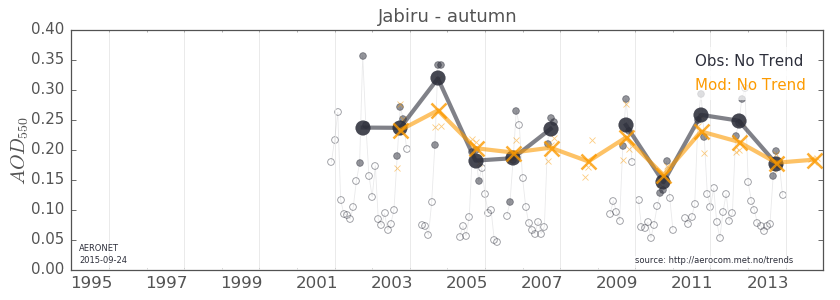 Jabiru - autumn
0.40
0.35
0.30
0.25
0.20
0.15
0.10
0.05
0.00
AOD550
Obs: No Trend
Mod: No Trend
AERONET
2015-09-24
source: http://aerocom.met.no/trends
1995 1997 1999 2001 2003 2005 2007 2009 2011 2013